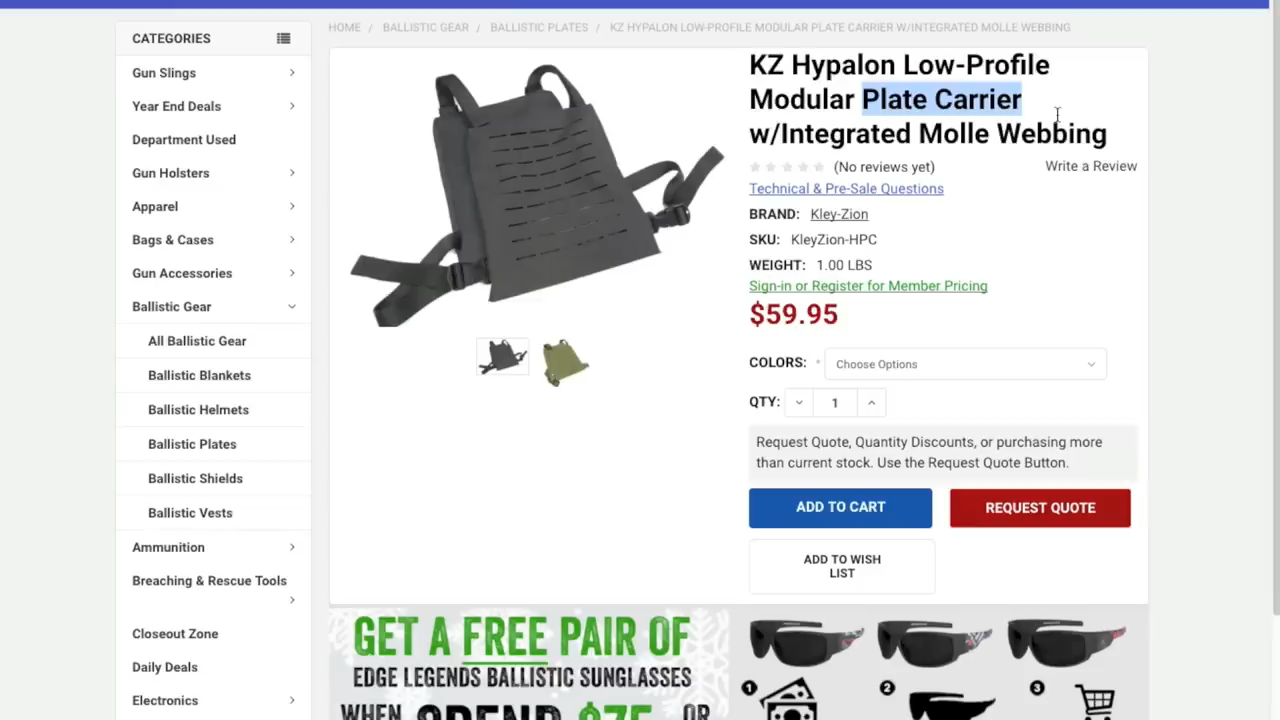 HOME / BALLISTIC GEAR / BALLISTIC PLATES / KZ HYPALON LOW-PROFILE MODULAR PLATE CARRIER W/INTEGRATED MOLLE WEBBING
CATEGORIES
Gun Slings
Year End Deals
Department Used
Gun Holsters
Apparel
Bags & Cases
Gun Accessories
Ballistic Gear
All Ballistic Gear
Ballistic Blankets
Ballistic Helmets
Ballistic Plates
Ballistic Shields
Ballistic Vests
Ammunition
Breaching & Rescue Tools
Closeout Zone
Daily Deals
Electronics
KZ Hypalon Low-Profile
Modular Plate Carrier
w/Integrated Molle Webbing
(No reviews yet) Write a Review
Technical & Pre-Sale Questions
BRAND: Kley-Zion
SKU: KleyZion-HPC
WEIGHT: 1.00 LBS
Sign-in or Register for Member Pricing
$59.95
COLORS: * Choose Options
QTY: 1
Request Quote, Quantity Discounts, or purchasing more
than current stock. Use the Request Quote Button.
ADD TO CART REQUEST QUOTE
ADD TO WISH
LIST
GET A FREE PAIR OF
EDGE LEGENDS BALLISTIC SUNGLASSES
WHEN SPEND $75 OR
1 2 3